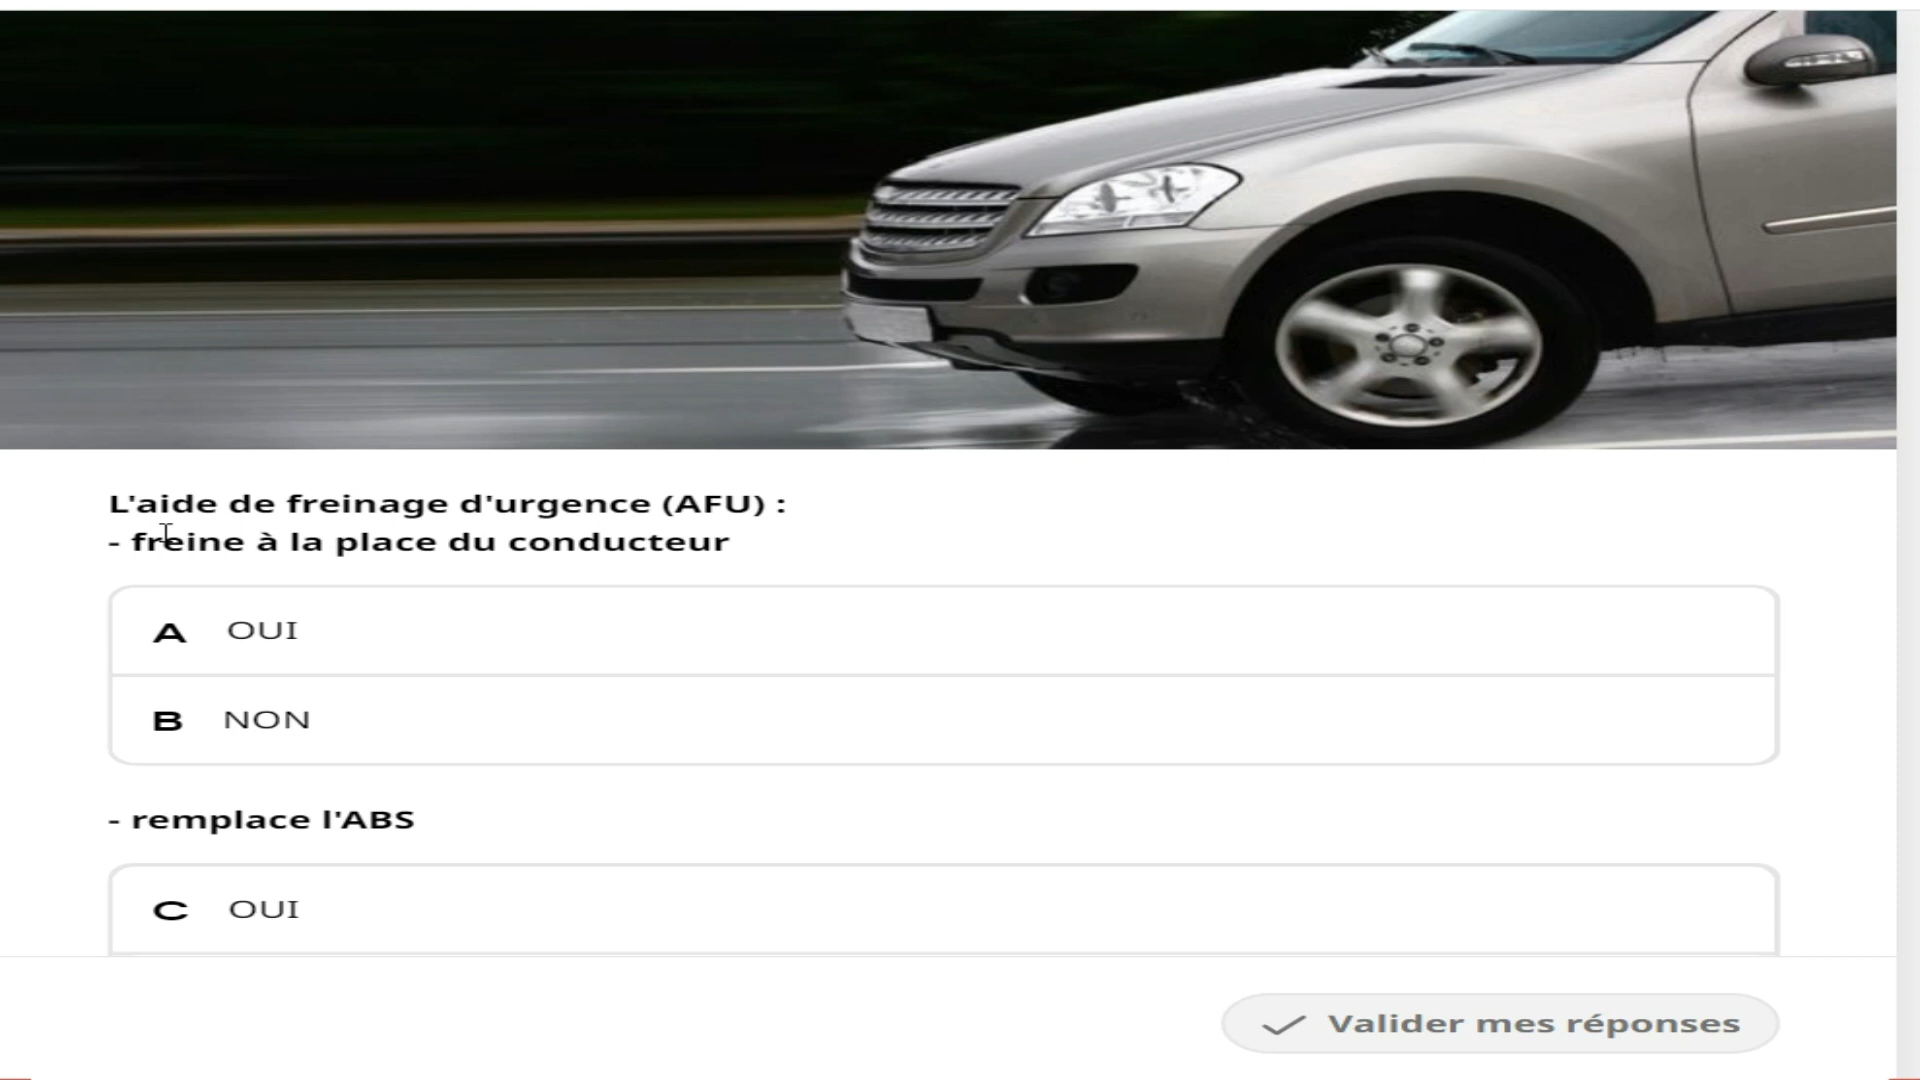 L'aide de freinage d'urgence (AFU) :
- freine à la place du conducteur
A OUI
B NON
- remplace l'ABS
C OUI
Valider mes réponses